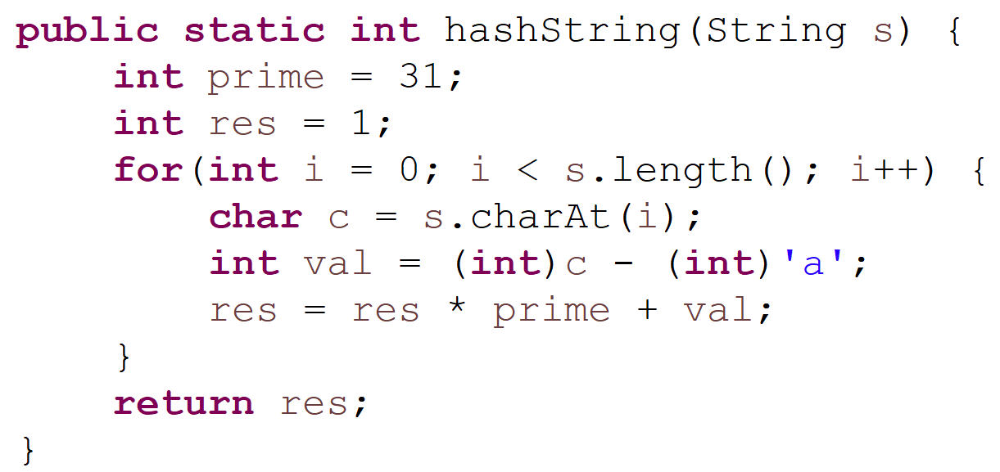 public static int hashString(String s) {
    int prime = 31;
    int res = 1;
    for(int i = 0; i < s.length(); i++) {
        char c = s.charAt(i);
        int val = (int)c - (int)'a';
        res = res * prime + val;
    }
    return res;
}